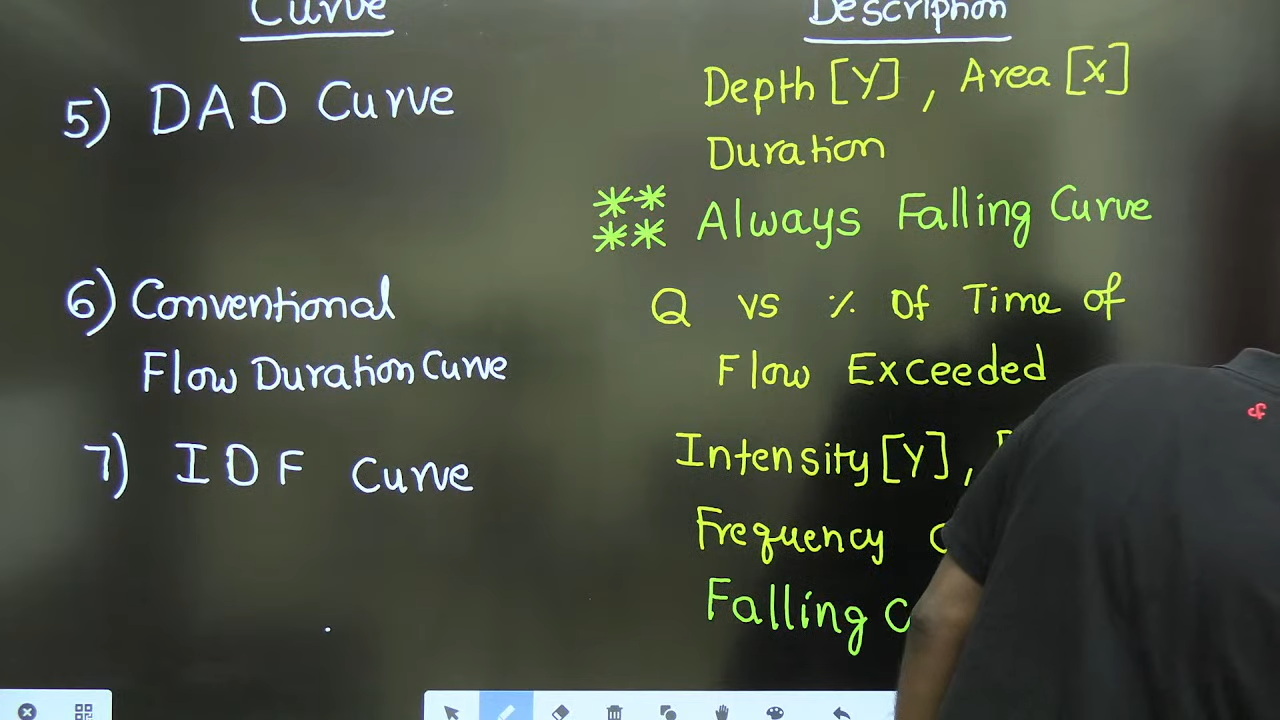 Curve Description
5) DAD Curve Depth [Y] , Area [X]
Duration
Always Falling Curve
6) Conventional Q vs % Of Time of
Flow Duration Curve Flow Exceeded
7) IDF Curve Intensity [Y] , [
Frequency
Falling